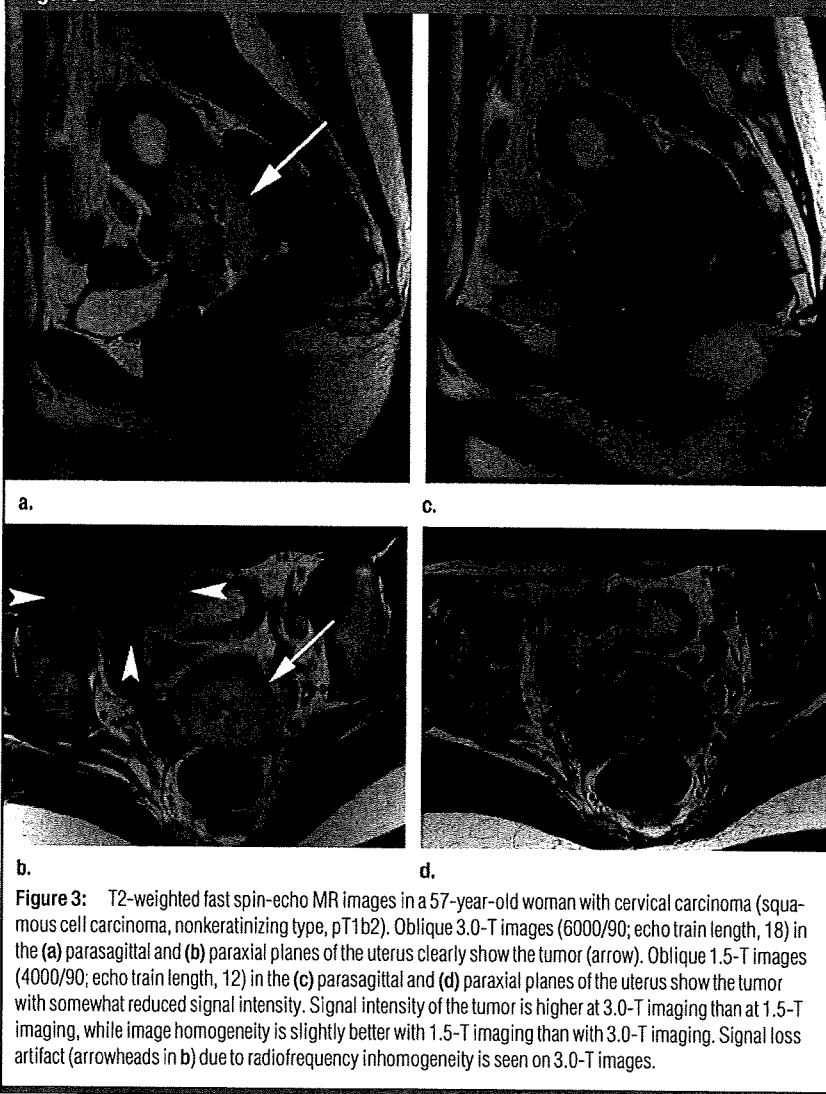 a.
c.
b.
d.
Figure 3: T2-weighted fast spin-echo MR images in a 57-year-old woman with cervical carcinoma (squa-
mous cell carcinoma, nonkeratinizing type, pT1b2). Oblique 3.0-T images (6000/90; echo train length, 18) in
the (a) parasagittal and (b) paraxial planes of the uterus clearly show the tumor (arrow). Oblique 1.5-T images
(4000/90; echo train length, 12) in the (c) parasagittal and (d) paraxial planes of the uterus show the tumor
with somewhat reduced signal intensity. Signal intensity of the tumor is higher at 3.0-T imaging than at 1.5-T
imaging, while image homogeneity is slightly better with 1.5-T imaging than with 3.0-T imaging. Signal loss
artifact (arrowheads in b) due to radiofrequency inhomogeneity is seen on 3.0-T images.